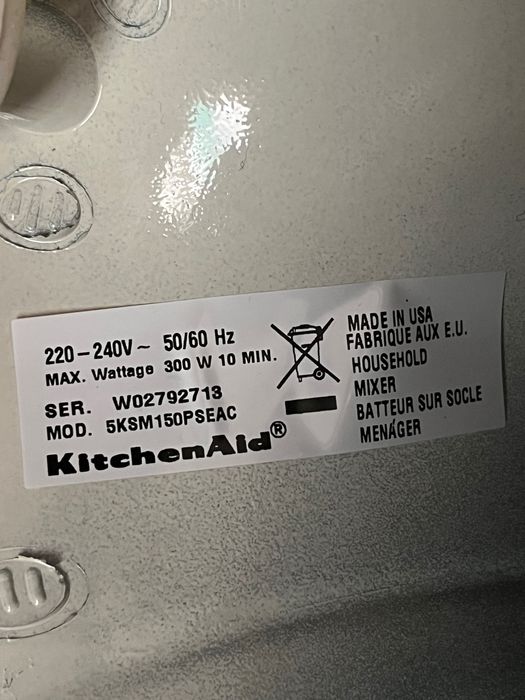 220-240V~ 50/60 Hz
MAX. Wattage 300 W 10 MIN.
SER. W02792713
MOD. 5KSM150PSEAC
KitchenAid®
MADE IN USA
FABRIQUE AUX E.U.
HOUSEHOLD
MIXER
BATTEUR SUR SOCLE
MENÁGER